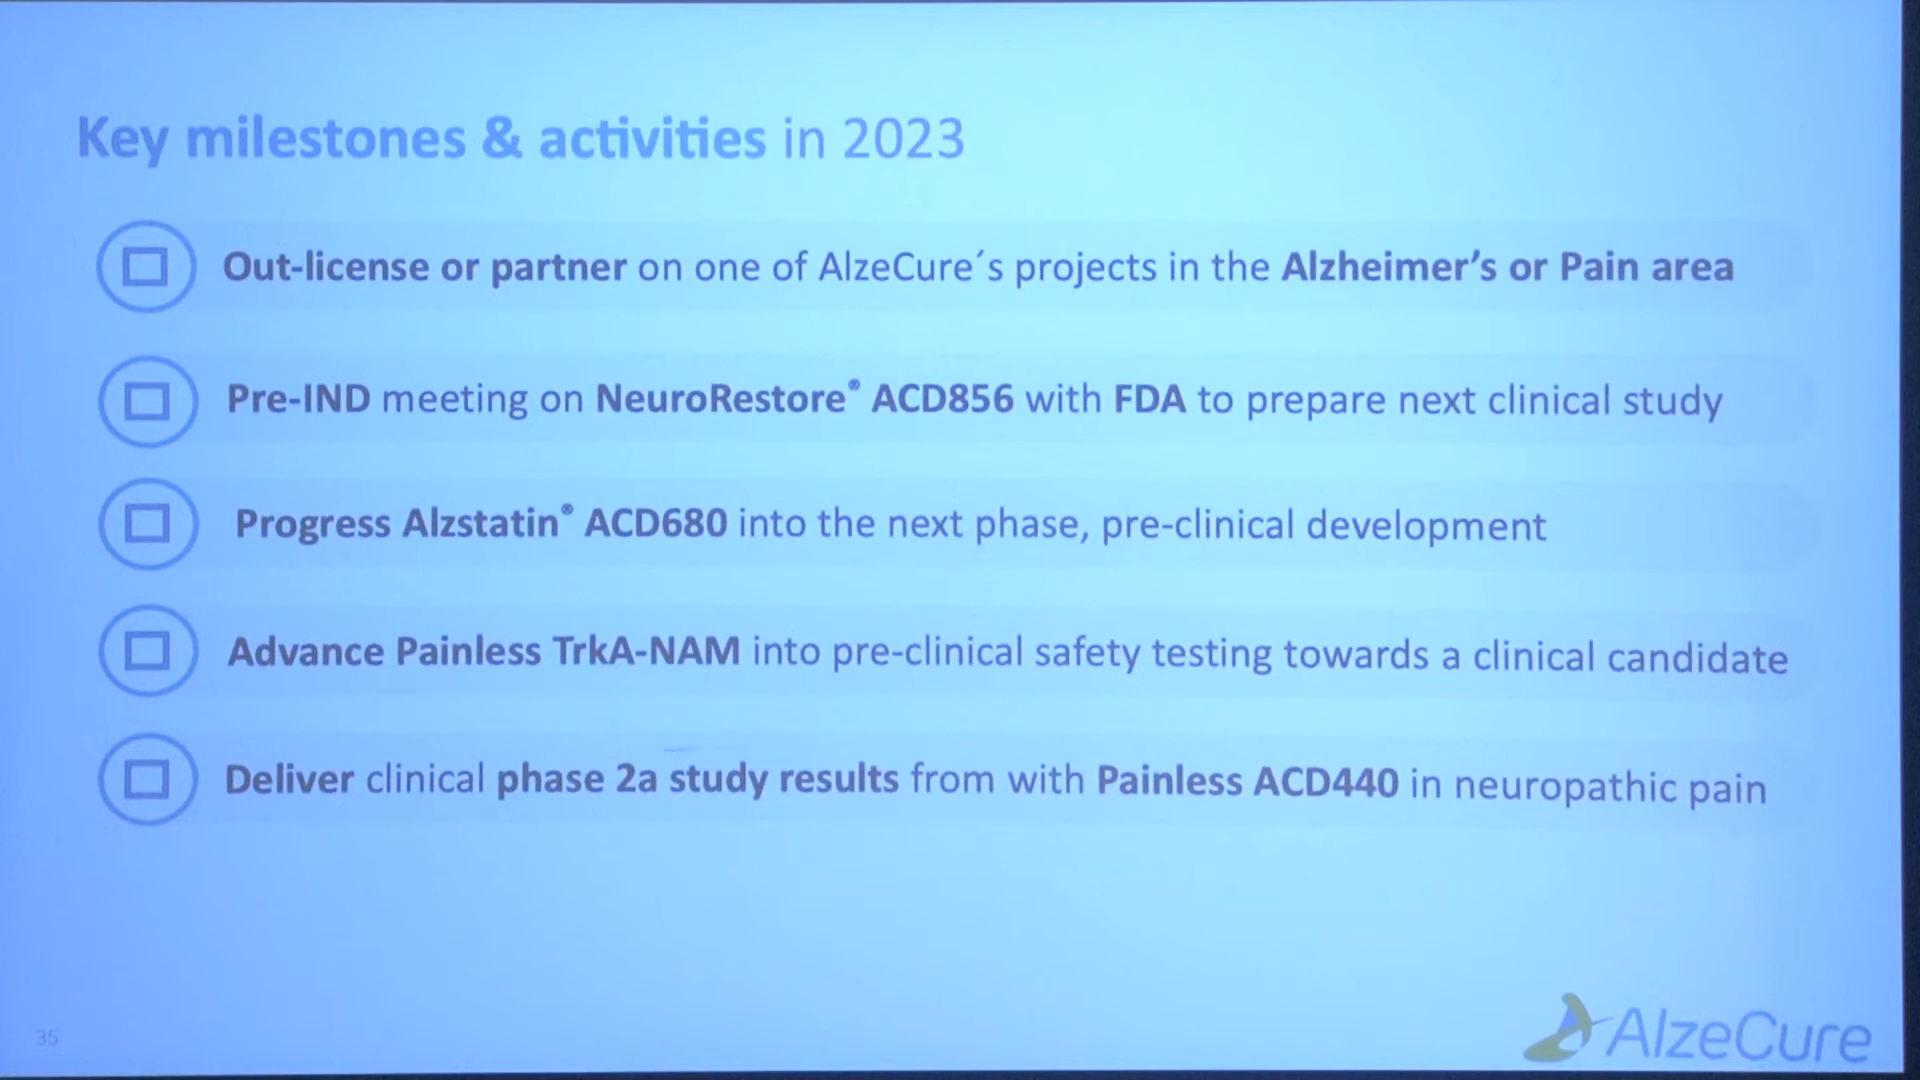 Key milestones & activities in 2023
Out-license or partner on one of AlzeCure´s projects in the Alzheimer’s or Pain area
Pre-IND meeting on NeuroRestore® ACD856 with FDA to prepare next clinical study
Progress Alzstatin® ACD680 into the next phase, pre-clinical development
Advance Painless TrkA-NAM into pre-clinical safety testing towards a clinical candidate
Deliver clinical phase 2a study results from with Painless ACD440 in neuropathic pain
35
AlzeCure